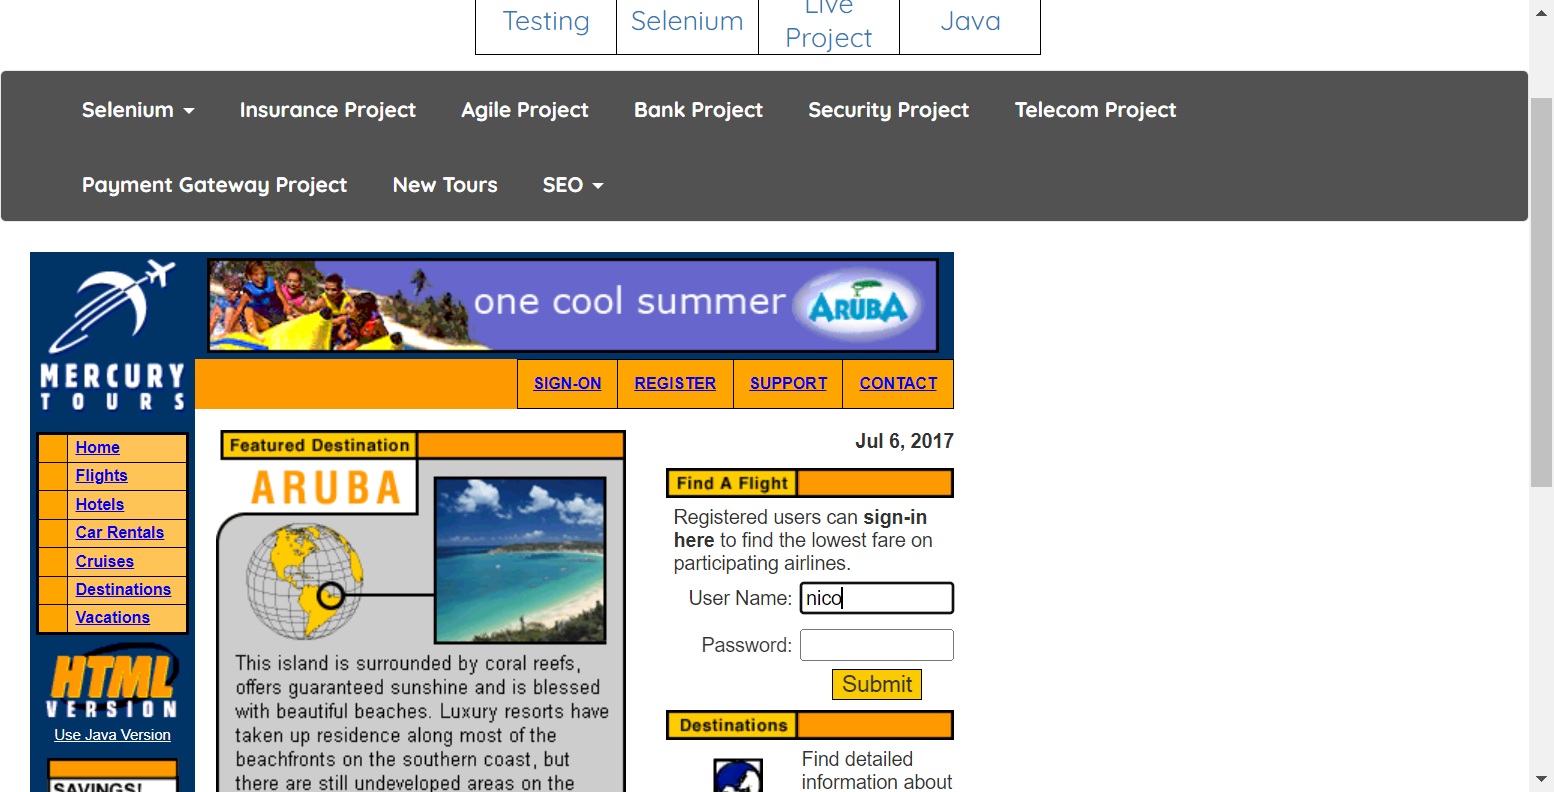 Testing
Selenium
Live
Project
Java
Selenium
Insurance Project
Agile Project
Bank Project
Security Project
Telecom Project
Payment Gateway Project
New Tours
SEO
one cool summer
ARUBA
MERCURY
TOURS
SIGN-ON
REGISTER
SUPPORT
CONTACT
Home
Flights
Hotels
Car Rentals
Cruises
Destinations
Vacations
HTML
VERSION
Use Java Version
SAVINGS!
Featured Destination
ARUBA
This island is surrounded by coral reefs,
offers guaranteed sunshine and is blessed
with beautiful beaches. Luxury resorts have
taken up residence along most of the
beachfronts on the southern coast, but
there are still undeveloped areas on the
Jul 6, 2017
Find A Flight
Registered users can sign-in
here to find the lowest fare on
participating airlines.
User Name: nico
Password:
Submit
Destinations
Find detailed
information about